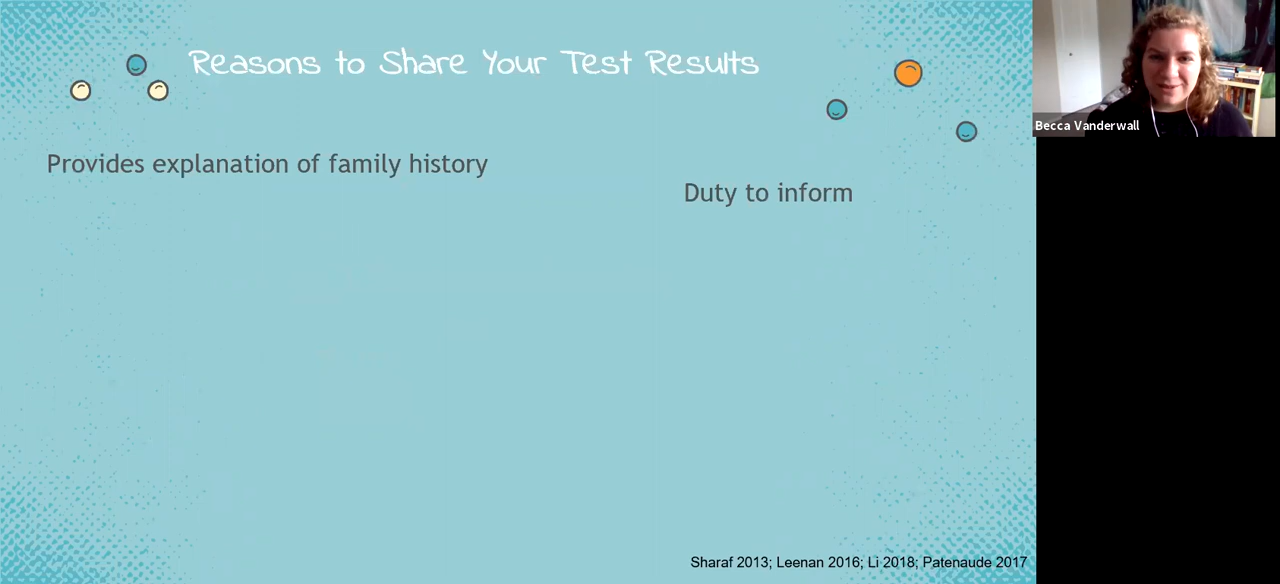 Reasons to Share Your Test Results
Becca Vanderwall
Provides explanation of family history
Duty to inform
Sharaf 2013; Leenan 2016; Li 2018; Patenaude 2017